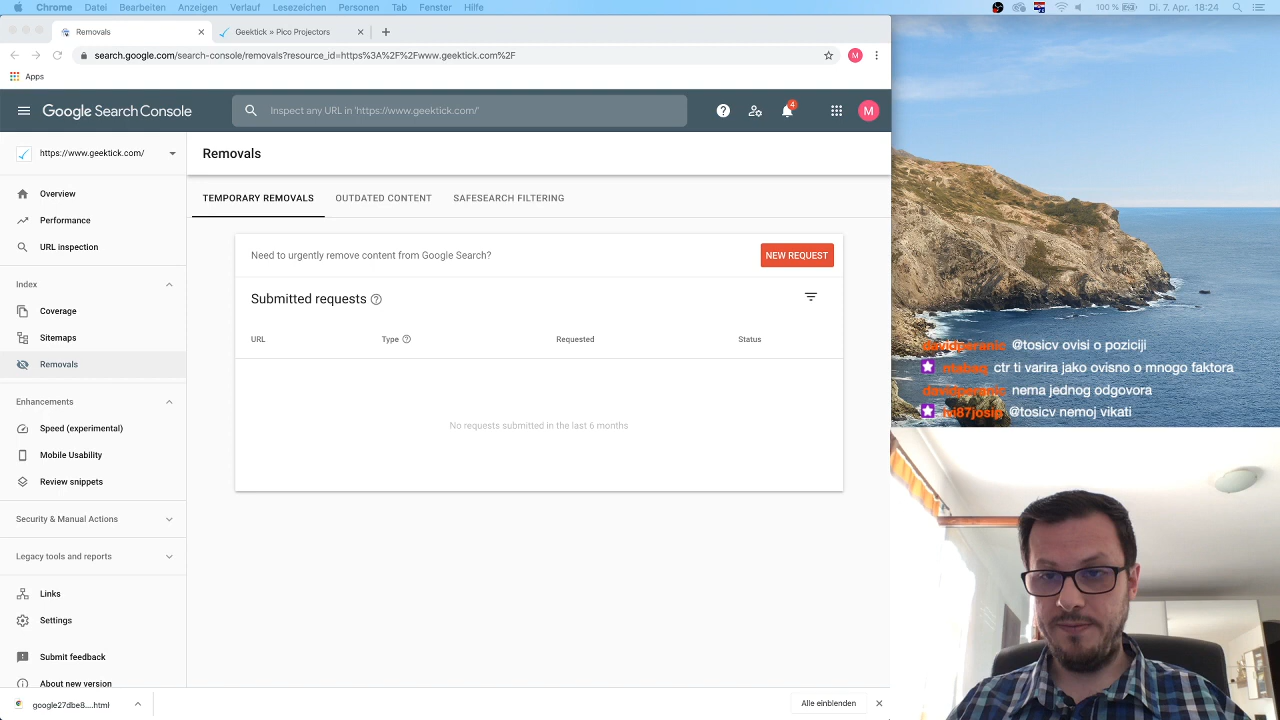 Chrome Datei Bearbeiten Anzeigen Verlauf Lesezeichen Personen Tab Fenster Hilfe
100 % Di. 7. Apr. 18:24
Removals
Geektick » Pico Projectors
search.google.com/search-console/removals?resource_id=https%3A%2F%2Fwww.geektick.com%2F
M
Apps
Google Search Console
Inspect any URL in 'https://www.geektick.com/'
4
M
https://www.geektick.com/
Removals
Overview
Performance
URL inspection
Index
Coverage
Sitemaps
Removals
Enhancements
Speed (experimental)
Mobile Usability
Review snippets
Security & Manual Actions
Legacy tools and reports
Links
Settings
Submit feedback
About new version
TEMPORARY REMOVALS OUTDATED CONTENT SAFESEARCH FILTERING
Need to urgently remove content from Google Search?
NEW REQUEST
Submitted requests
URL Type Requested Status
No requests submitted in the last 6 months
davidperanic @tosicv ovisi o poziciji
ntabaq ctr ti varira jako ovisno o mnogo faktora
davidperanic nema jednog odgovora
ivi87josip @tosicv nemoj vikati
google27dbe8....html
Alle einblenden